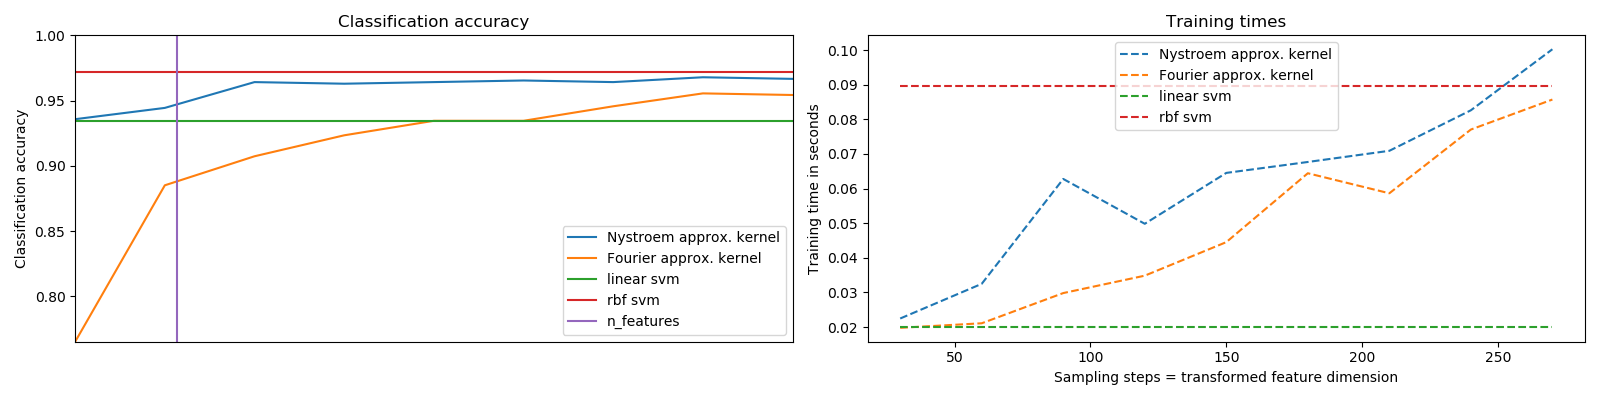 Classification accuracy
Classification accuracy
1.00
0.95
0.90
0.85
0.80
Nystroem approx. kernel
Fourier approx. kernel
linear svm
rbf svm
n_features
Training times
Training time in seconds
0.10
0.09
0.08
0.07
0.06
0.05
0.04
0.03
0.02
Nystroem approx. kernel
Fourier approx. kernel
linear svm
rbf svm
50 100 150 200 250
Sampling steps = transformed feature dimension